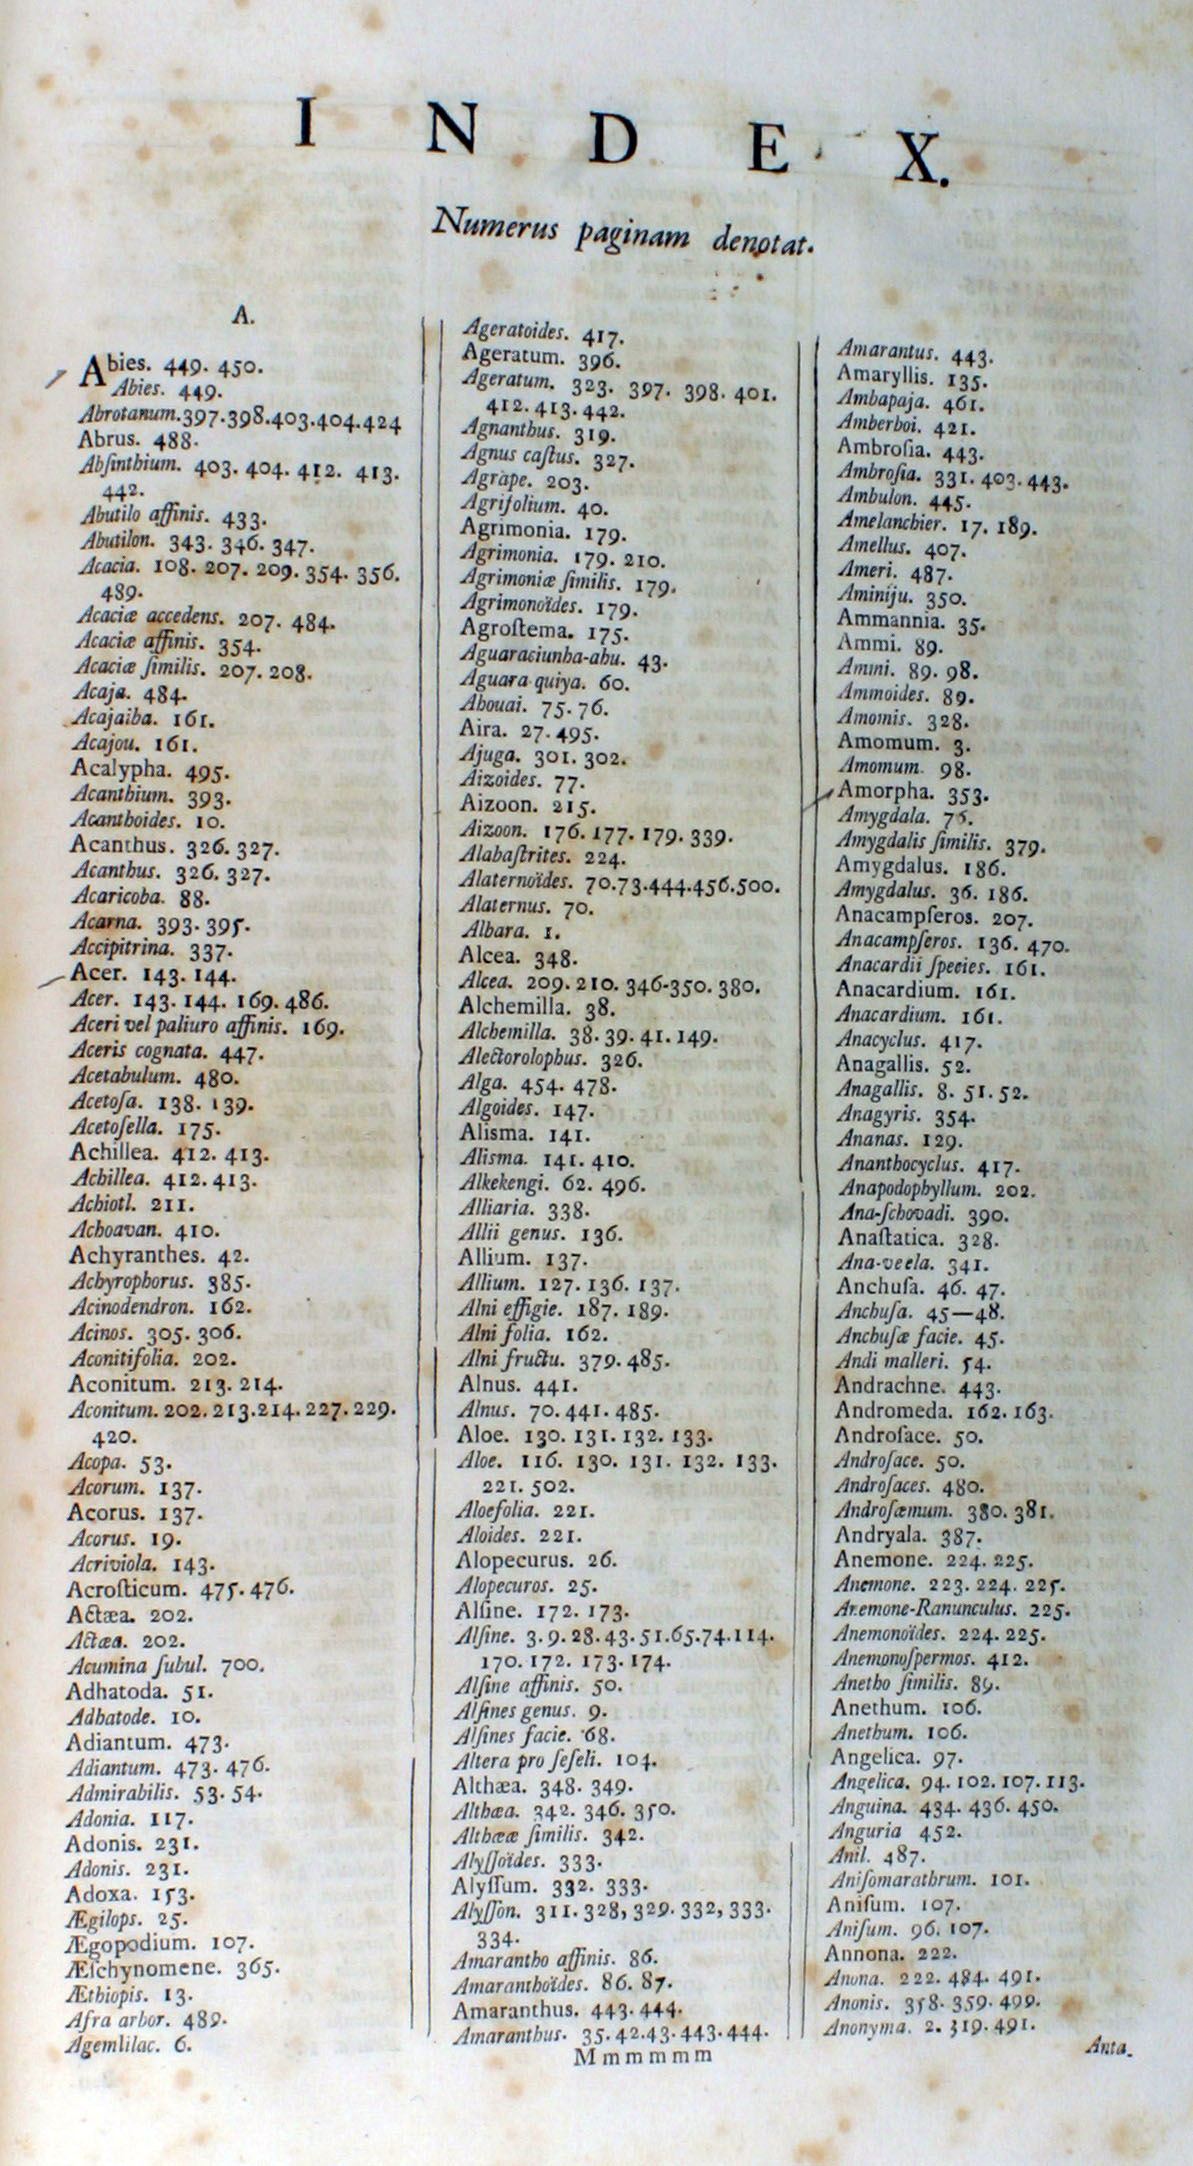 INDEX.
Numerus paginam denotat.
A.
Abies. 449. 450.
Abies. 449.
Abrotanum. 397. 398. 403. 404. 424
Abrus. 488.
Abſinthium. 403. 404. 412. 413.
442.
Abutilo affinis. 433.
Abutilon. 343. 346. 347.
Acacia. 108. 207. 209. 354. 356.
489.
Acaciæ accedens. 207. 484.
Acaciæ affinis. 354.
Acaciæ ſimilis. 207. 208.
Acaja. 484.
Acajaiba. 161.
Acajou. 161.
Acalypha. 495.
Acanthium. 393.
Acanthoides. 10.
Acanthus. 326. 327.
Acanthus. 326. 327.
Acaricoba. 88.
Acarna. 393. 395.
Accipitrina. 337.
Acer. 143. 144.
Acer. 143. 144. 169. 486.
Aceri vel paliuro affinis. 169.
Aceris cognata. 447.
Acetabulum. 480.
Acetoſa. 138. 139.
Acetoſella. 175.
Achillea. 412. 413.
Achillea. 412. 413.
Achiotl. 211.
Achoavan. 410.
Achyranthes. 42.
Achyrophorus. 385.
Acinodendron. 162.
Acinos. 305. 306.
Aconitifolia. 202.
Aconitum. 213. 214.
Aconitum. 202. 213. 214. 227. 229.
420.
Acopa. 53.
Acorum. 137.
Acorus. 137.
Acorus. 19.
Acriviola. 143.
Acroſticum. 475. 476.
Actæa. 202.
Actæa. 202.
Acumina ſubul. 700.
Adhatoda. 51.
Adhatode. 10.
Adiantum. 473.
Adiantum. 473. 476.
Admirabilis. 53. 54.
Adonia. 117.
Adonis. 231.
Adonis. 231.
Adoxa. 153.
Ægilops. 25.
Ægopodium. 107.
Æſchynomene. 365.
Æthiopis. 13.
Afra arbor. 489.
Agemlilac. 6.
Ageratoides. 417.
Ageratum. 396.
Ageratum. 323. 397. 398. 401.
412. 413. 442.
Agnanthus. 319.
Agnus caſtus. 327.
Agrape. 203.
Agrifolium. 40.
Agrimonia. 179.
Agrimonia. 179. 210.
Agrimoniæ ſimilis. 179.
Agrimonoïdes. 179.
Agroſtema. 175.
Aguaraciunha-ahu. 43.
Aguara quiya. 60.
Ahouai. 75. 76.
Aira. 27. 495.
Ajuga. 301. 302.
Aizoides. 77.
Aizoon. 215.
Aizoon. 176. 177. 179. 339.
Alabaſtrites. 224.
Alaternoïdes. 70. 73. 444. 456. 500.
Alaternus. 70.
Albara. 1.
Alcea. 348.
Alcea. 209. 210. 346-350. 380.
Alchemilla. 38.
Alchemilla. 38. 39. 41. 149.
Alectorolophus. 326.
Alga. 454. 478.
Algoides. 147.
Alisma. 141.
Alisma. 141. 410.
Alkekengi. 62. 496.
Alliaria. 338.
Allii genus. 136.
Allium. 137.
Allium. 127. 136. 137.
Alni effigie. 187. 189.
Alni folia. 162.
Alni fructu. 379. 485.
Alnus. 441.
Alnus. 70. 441. 485.
Aloe. 130. 131. 132. 133.
Aloe. 116. 130. 131. 132. 133.
221. 502.
Aloefolia. 221.
Aloides. 221.
Alopecurus. 26.
Alopecuros. 25.
Alſine. 172. 173.
Alſine. 3. 9. 28. 43. 51. 65. 74. 114.
170. 172. 173. 174.
Alſine affinis. 50.
Alſines genus. 9.
Alſines facie. 68.
Altera pro ſeſeli. 104.
Althæa. 348. 349.
Althæa. 342. 346. 350.
Althææ ſimilis. 342.
Alyſſoïdes. 333.
Alyſſum. 332. 333.
Alyſſon. 311. 328, 329. 332, 333.
334.
Amarantho affinis. 86.
Amaranthoïdes. 86. 87.
Amaranthus. 443. 444.
Amaranthus. 35. 42. 43. 443. 444.
Mmmmmm
Amarantus. 443.
Amaryllis. 135.
Ambapaja. 461.
Amberboi. 421.
Ambroſia. 443.
Ambroſia. 331. 403. 443.
Ambulon. 445.
Amelanchier. 17. 189.
Amellus. 407.
Ameri. 487.
Aminiju. 350.
Ammannia. 35.
Ammi. 89.
Ammi. 89. 98.
Ammoides. 89.
Amomis. 328.
Amomum. 3.
Amomum. 98.
Amorpha. 353.
Amygdala. 75.
Amygdalis ſimilis. 379.
Amygdalus. 186.
Amygdalus. 36. 186.
Anacampſeros. 207.
Anacampſeros. 136. 470.
Anacardii ſpecies. 161.
Anacardium. 161.
Anacardium. 161.
Anacyclus. 417.
Anagallis. 52.
Anagallis. 8. 51. 52.
Anagyris. 354.
Ananas. 129.
Ananthocyclus. 417.
Anapodophyllum. 202.
Ana-ſchovadi. 390.
Anaſtatica. 328.
Ana-veela. 341.
Anchuſa. 46. 47.
Anchuſa. 45—48.
Anchuſæ facie. 45.
Andi malleri. 54.
Andrachne. 443.
Andromeda. 162. 163.
Androſace. 50.
Androſace. 50.
Androſaces. 480.
Androſæmum. 380. 381.
Andryala. 387.
Anemone. 224. 225.
Anemone. 223. 224. 225.
Anemone-Ranunculus. 225.
Anemonoïdes. 224. 225.
Anemonoſpermos. 412.
Anetho ſimilis. 89.
Anethum. 106.
Anethum. 106.
Angelica. 97.
Angelica. 94. 102. 107. 113.
Anguina. 434. 436. 450.
Anguria 452.
Anil. 487.
Aniſomarathrum. 101.
Aniſum. 107.
Aniſum. 96. 107.
Annona. 222.
Anona. 222. 484. 491.
Anonis. 358. 359. 499.
Anonyma. 2. 319. 491.
Anta.